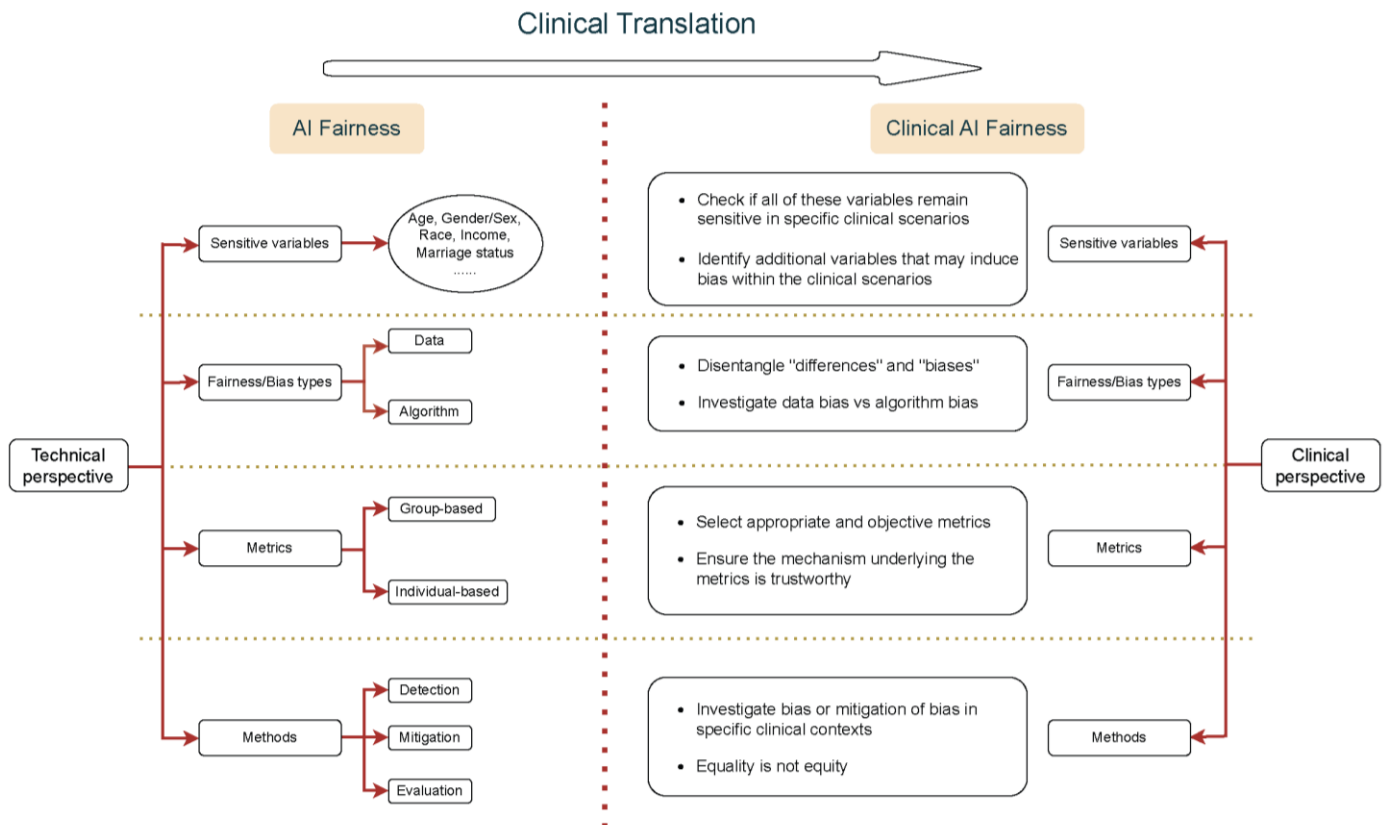 Clinical Translation
AI Fairness
Clinical AI Fairness
Technical
perspective
Sensitive variables
Age, Gender/Sex,
Race, Income,
Marriage status
......
• Check if all of these variables remain
sensitive in specific clinical scenarios
• Identify additional variables that may induce
bias within the clinical scenarios
Sensitive variables
Fairness/Bias types
Data
Algorithm
• Disentangle "differences" and "biases"
• Investigate data bias vs algorithm bias
Fairness/Bias types
Clinical
perspective
Metrics
Group-based
Individual-based
• Select appropriate and objective metrics
• Ensure the mechanism underlying the
metrics is trustworthy
Metrics
Methods
Detection
Mitigation
Evaluation
• Investigate bias or mitigation of bias in
specific clinical contexts
• Equality is not equity
Methods